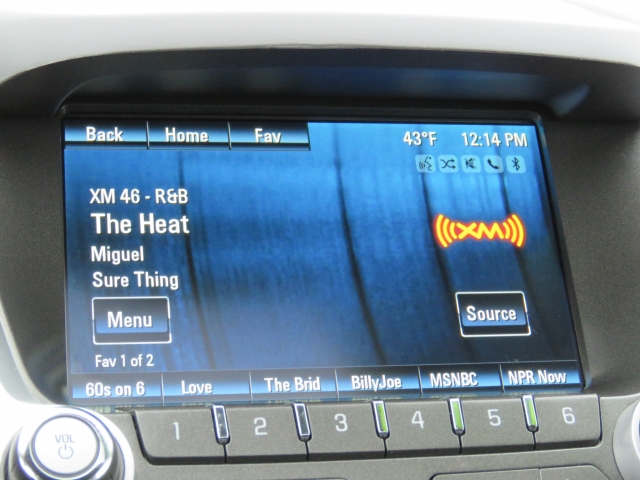 Back Home Fav 43°F 12:14 PM
XM 46 - R&B
The Heat
XM
Miguel
Sure Thing
Menu Source
Fav 1 of 2
60s on 6 Love The Brid BillyJoe MSNBC NPR Now
1 2 3 4 5 6
VOL